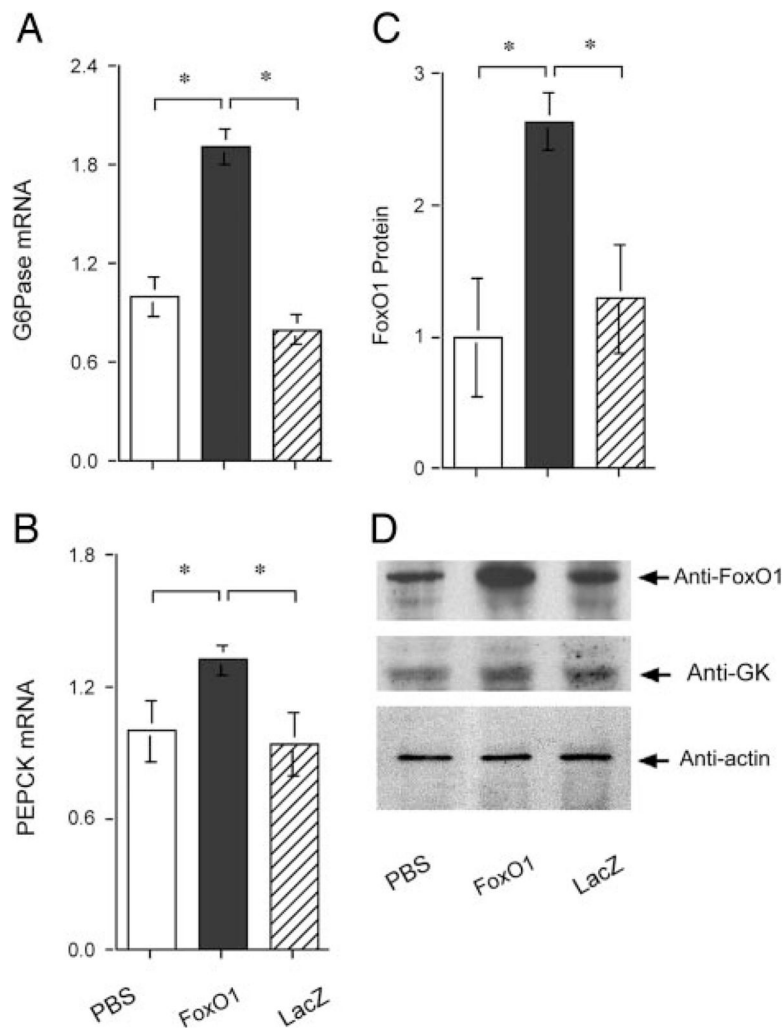 A
2.4
1.8
1.2
0.6
0.0
G6Pase mRNA
* *
B
1.8
1.2
0.6
0.0
PEPCK mRNA
* *
PBS FoxO1 LacZ
C
3
2
1
0
FoxO1 Protein
* *
D
Anti-FoxO1
Anti-GK
Anti-actin
PBS FoxO1 LacZ